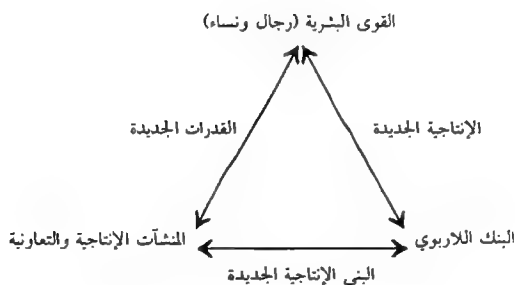 القوى البشرية (رجال ونساء)
الإنتاجية الجديدة
القدرات الجديدة
البنك اللاربوي
المنشآت الإنتاجية والتعاونية
البنى الإنتاجية الجديدة